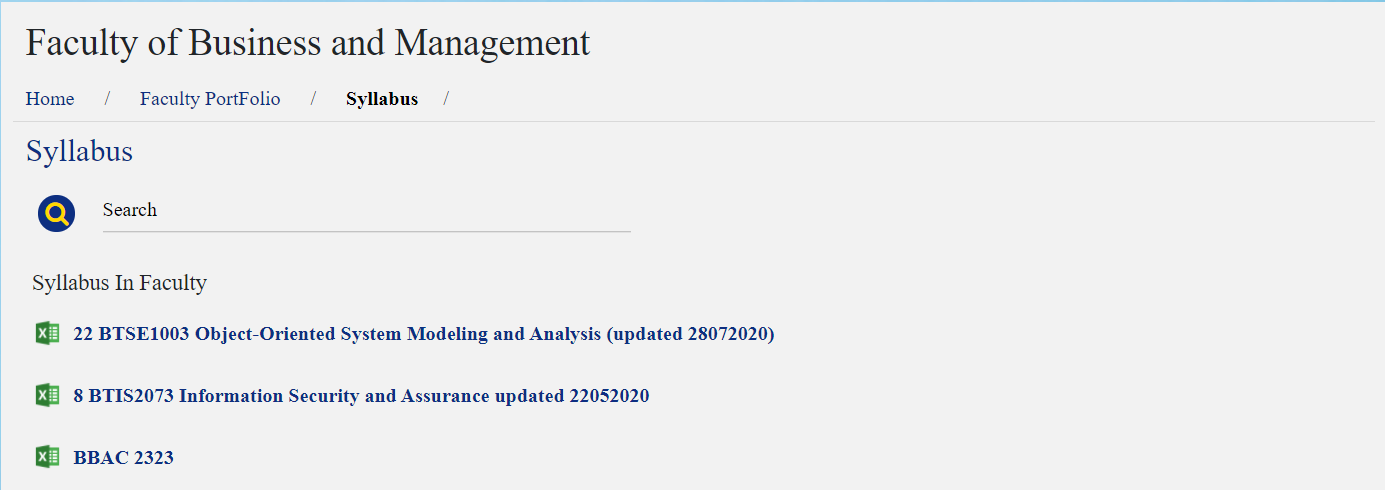 Faculty of Business and Management
Home / Faculty PortFolio / Syllabus /
Syllabus
Search
Syllabus In Faculty
22 BTSE1003 Object-Oriented System Modeling and Analysis (updated 28072020)
8 BTIS2073 Information Security and Assurance updated 22052020
BBAC 2323